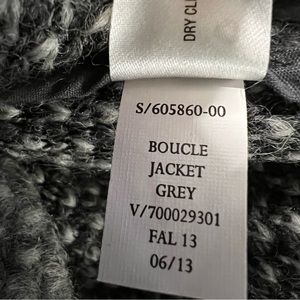 DRY CL
S/605860-00
BOUCLE
JACKET
GREY
V/700029301
FAL 13
06/13